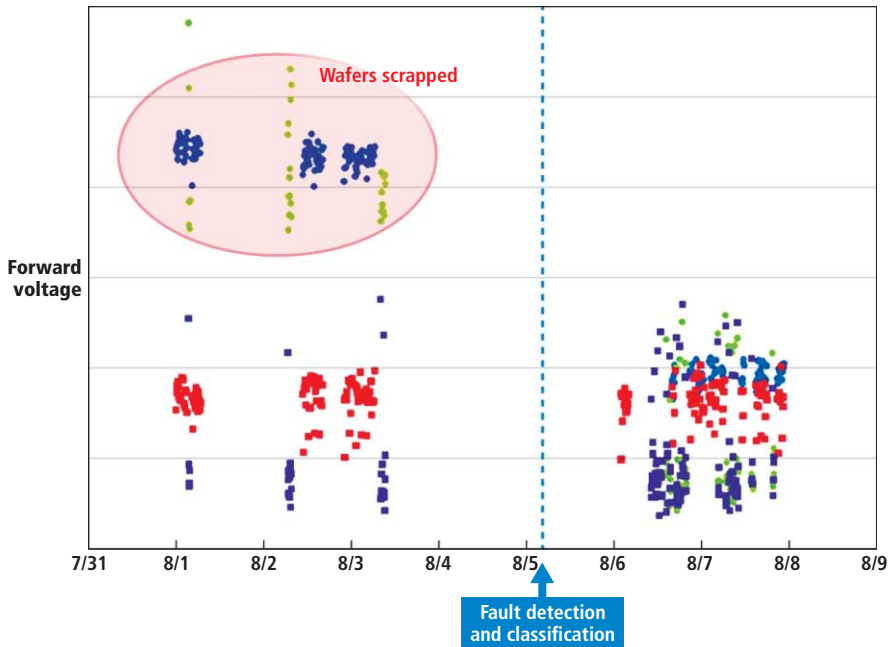 Wafers scrapped
Forward
voltage
7/31 8/1 8/2 8/3 8/4 8/5 8/6 8/7 8/8 8/9
Fault detection
and classification